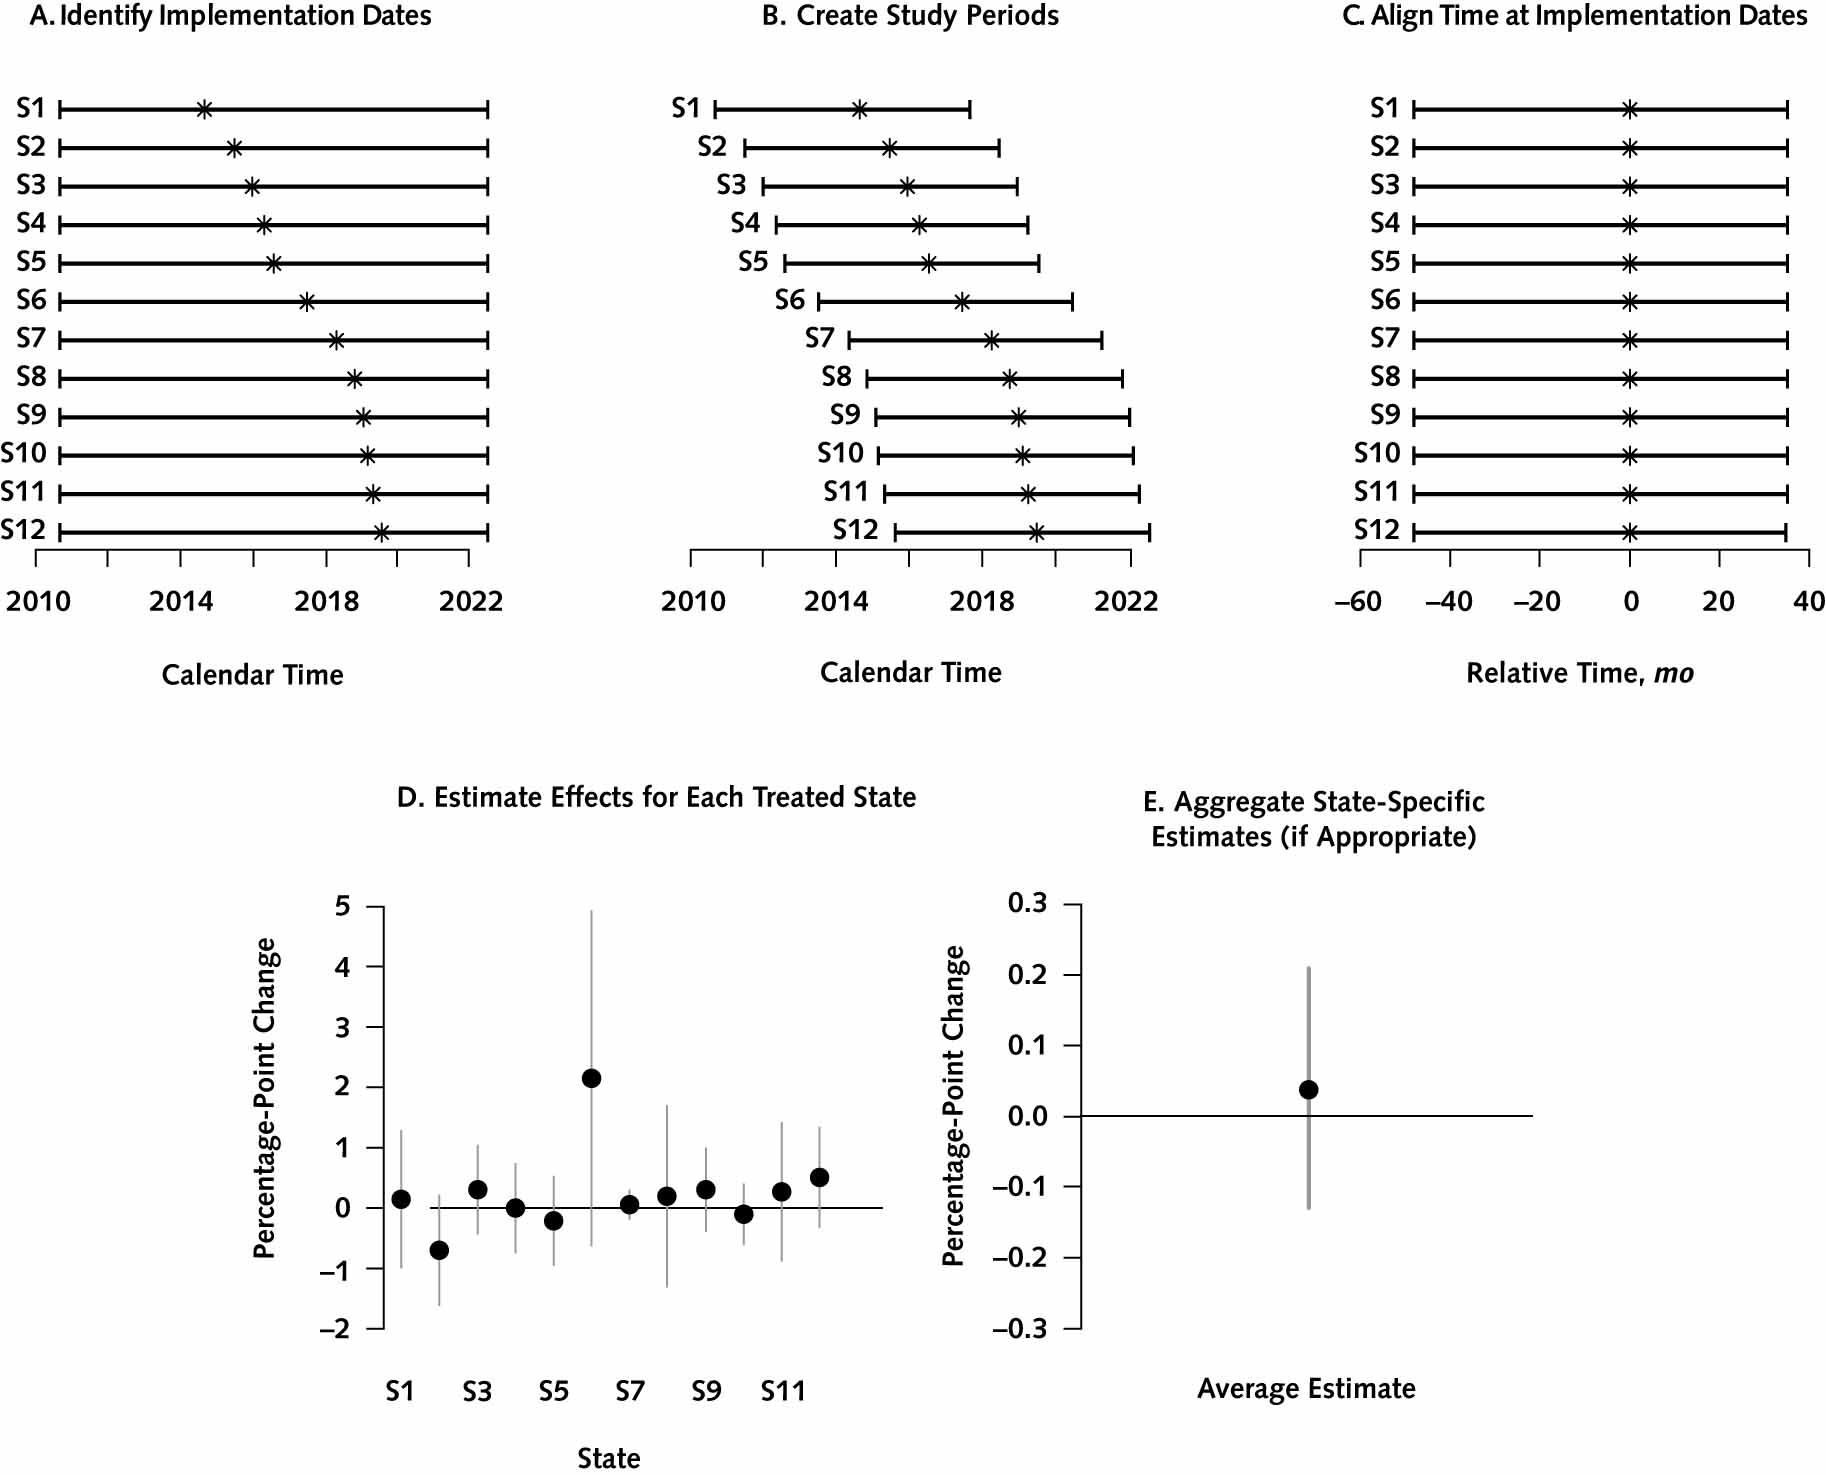 A. Identify Implementation Dates
S1
S2
S3
S4
S5
S6
S7
S8
S9
S10
S11
S12
2010 2014 2018 2022
Calendar Time
B. Create Study Periods
S1
S2
S3
S4
S5
S6
S7
S8
S9
S10
S11
S12
2010 2014 2018 2022
Calendar Time
C. Align Time at Implementation Dates
S1
S2
S3
S4
S5
S6
S7
S8
S9
S10
S11
S12
–60 –40 –20 0 20 40
Relative Time, mo
D. Estimate Effects for Each Treated State
Percentage-Point Change
5
4
3
2
1
0
–1
–2
S1 S3 S5 S7 S9 S11
State
E. Aggregate State-Specific
Estimates (if Appropriate)
Percentage-Point Change
0.3
0.2
0.1
0.0
–0.1
–0.2
–0.3
Average Estimate